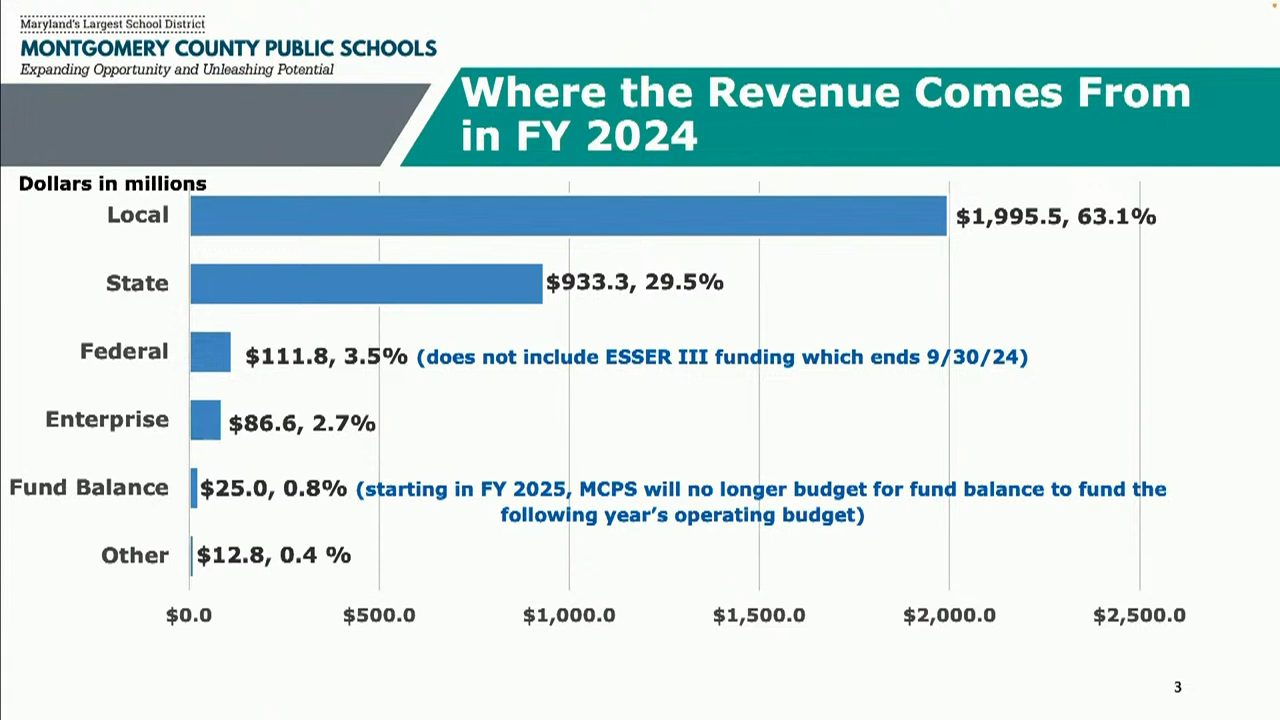 Maryland's Largest School District
MONTGOMERY COUNTY PUBLIC SCHOOLS
Expanding Opportunity and Unleashing Potential
Where the Revenue Comes From
in FY 2024
Dollars in millions
Local $1,995.5, 63.1%
State $933.3, 29.5%
Federal $111.8, 3.5% (does not include ESSER III funding which ends 9/30/24)
Enterprise $86.6, 2.7%
Fund Balance $25.0, 0.8% (starting in FY 2025, MCPS will no longer budget for fund balance to fund the
following year's operating budget)
Other $12.8, 0.4 %
$0.0 $500.0 $1,000.0 $1,500.0 $2,000.0 $2,500.0
3